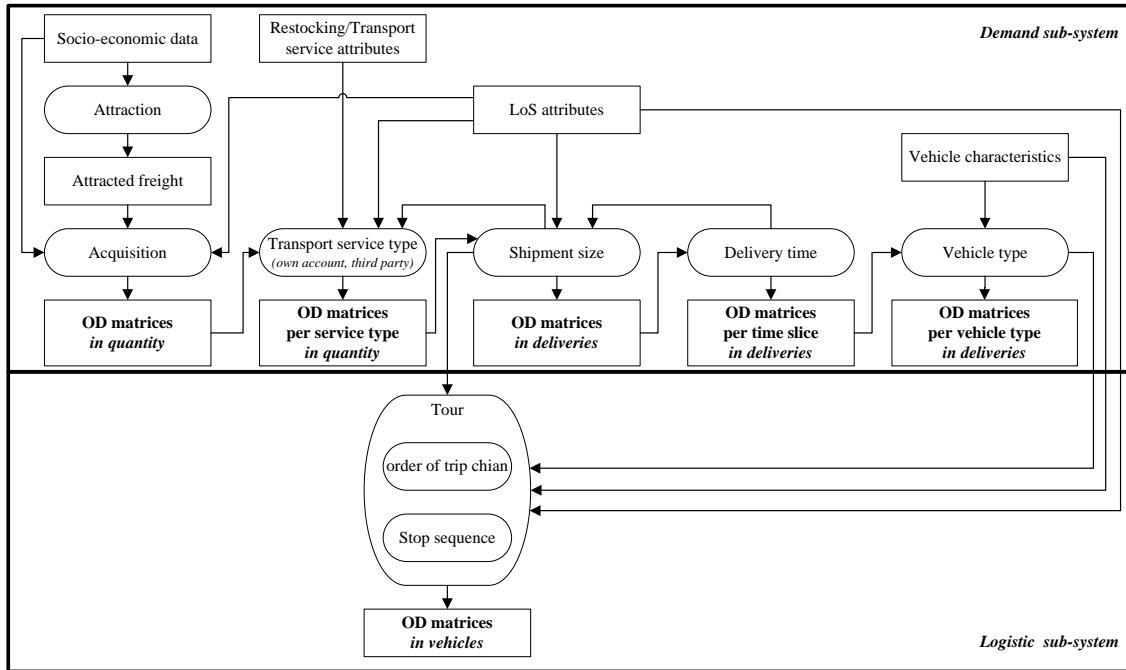 Socio-economic data
Restocking/Transport
service attributes
Demand sub-system
Attraction
LoS attributes
Attracted freight
Vehicle characteristics
Acquisition
Transport service type
(own account, third party)
Shipment size
Delivery time
Vehicle type
OD matrices
in quantity
OD matrices
per service type
in quantity
OD matrices
in deliveries
OD matrices
per time slice
in deliveries
OD matrices
per vehicle type
in deliveries
Tour
order of trip chian
Stop sequence
OD matrices
in vehicles
Logistic sub-system